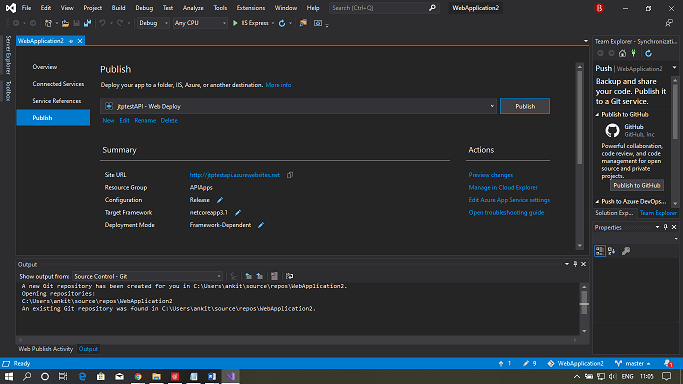 File Edit View Project Build Debug Test Analyze Tools Extensions Window Help Search (Ctrl+Q) WebApplication2 B
Debug Any CPU IIS Express
Server Explorer
Toolbox
WebApplication2
Overview
Connected Services
Service References
Publish
Publish
Deploy your app to a folder, IIS, Azure, or another destination. More info
jtptestAPI - Web Deploy Publish
New Edit Rename Delete
Summary
Site URL http://jtptestapi.azurewebsites.net
Resource Group APIApps
Configuration Release
Target Framework netcoreapp3.1
Deployment Mode Framework-Dependent
Actions
Preview changes
Manage in Cloud Explorer
Edit Azure App Service settings
Open troubleshooting guide
Team Explorer - Synchronizatio...
Push | WebApplication2
Backup and share
your code. Publish it
to a Git service.
Publish to GitHub
GitHub
GitHub, Inc
Powerful collaboration,
code review, and code
management for open
source and private
projects.
Publish to GitHub
Push to Azure DevOps...
Solution Exp... Team Explorer
Properties
Output
Show output from: Source Control - Git
A new Git repository has been created for you in C:\Users\ankit\source\repos\WebApplication2.
Opening repositories:
C:\Users\ankit\source\repos\WebApplication2
An existing Git repository was found in C:\Users\ankit\source\repos\WebApplication2.
Web Publish Activity Output
Ready 1 9 WebApplication2 master
ENG 11:05